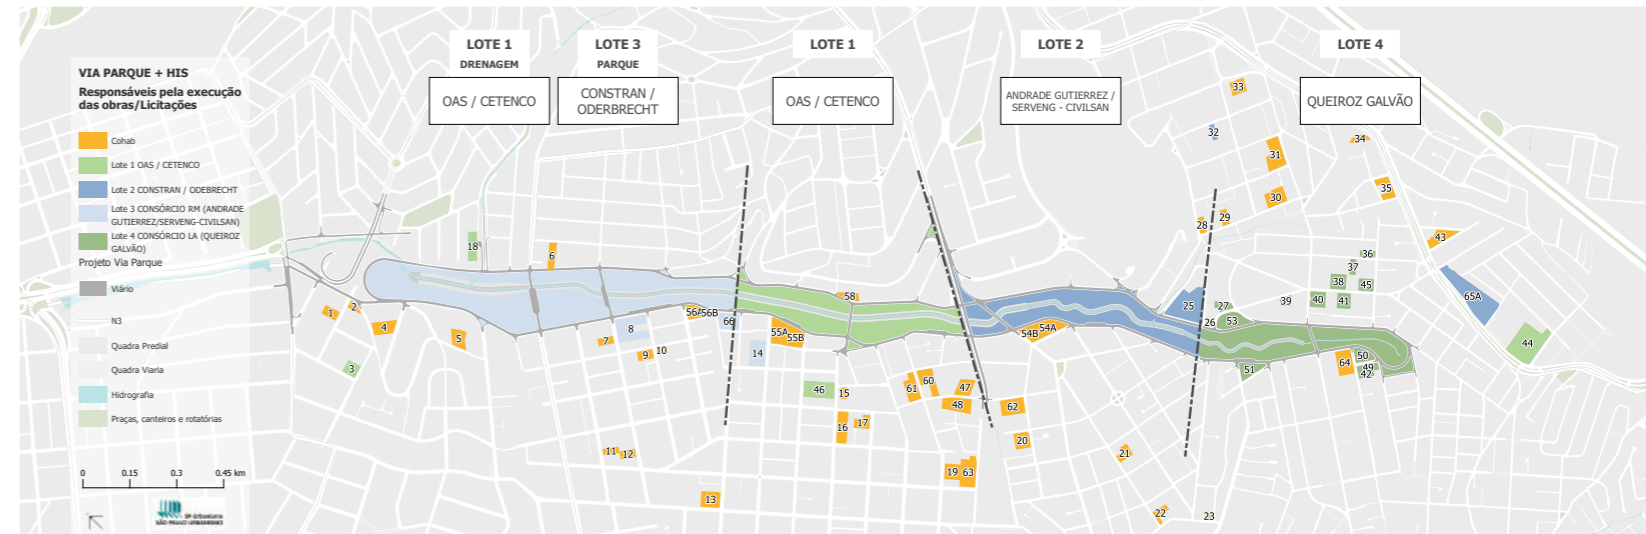 LOTE 1
DRENAGEM
OAS / CETENCO
LOTE 3
PARQUE
CONSTRAN /
ODERBRECHT
LOTE 1
OAS / CETENCO
LOTE 2
ANDRADE GUTIERREZ /
SERVENG - CIVILSAN
LOTE 4
QUEIROZ GALVÃO
VIA PARQUE + HIS
Responsáveis pela execução
das obras/Licitações
Cohab
Lote 1 OAS / CETENCO
Lote 2 CONSTRAN / ODEBRECHT
Lote 3 CONSÓRCIO RM (ANDRADE
GUTIERREZ/SERVENG-CIVILSAN)
Lote 4 CONSÓRCIO LA (QUEIROZ
GALVÃO)
Projeto Via Parque
Viário
N3
Quadra Predial
Quadra Viaria
Hidrografia
Praças, canteiros e rotatórias
0 0.15 0.3 0.45 km
SP-Urbanismo
SÃO PAULO URBANISMO
1
2
3
4
5
6
7
8
9
10
11
12
13
14
15
16
17
18
19
20
21
22
23
25
26
27
28
29
30
31
32
33
34
35
36
37
38
39
40
41
42
43
44
45
46
47
48
49
50
51
53
54A
54B
55A
55B
56A
56B
58
60
61
62
63
64
65A
66